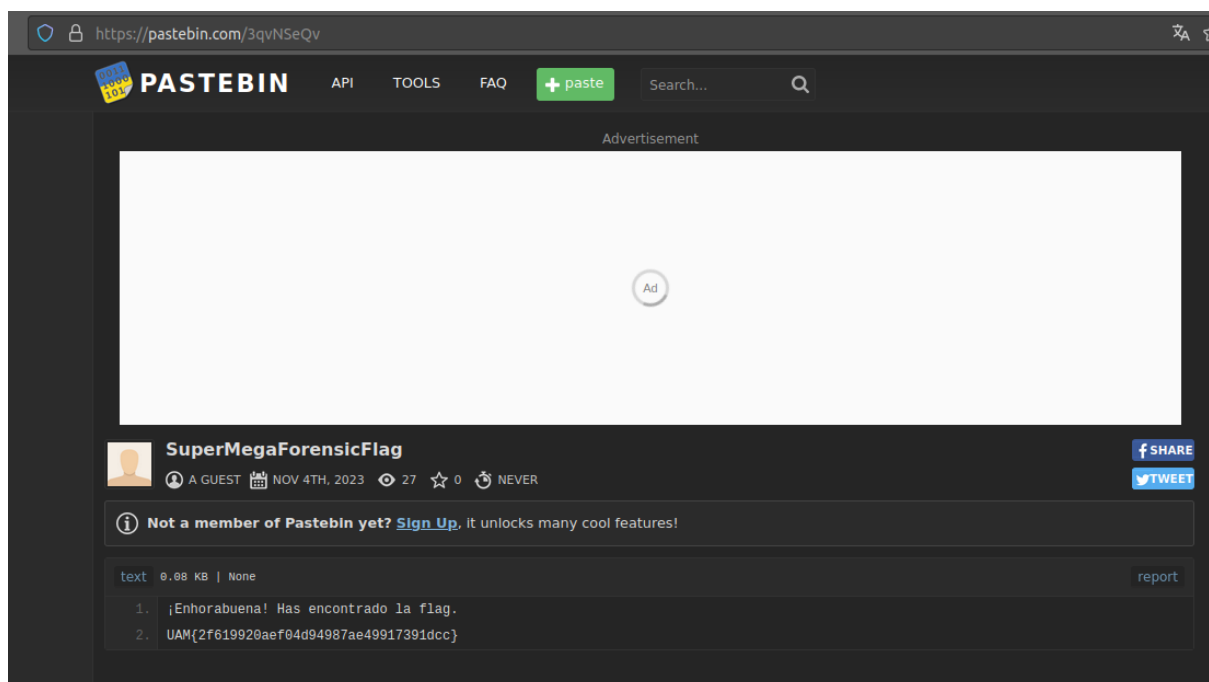 https://pastebin.com/3qvNSeQv
PASTEBIN API TOOLS FAQ + paste Search...
Advertisement
Ad
SuperMegaForensicFlag
A GUEST NOV 4TH, 2023 27 0 NEVER
SHARE
TWEET
Not a member of Pastebin yet? Sign Up, it unlocks many cool features!
text 0.08 KB | None report
1. ¡Enhorabuena! Has encontrado la flag.
2. UAM{2f619920aef04d94987ae49917391dcc}